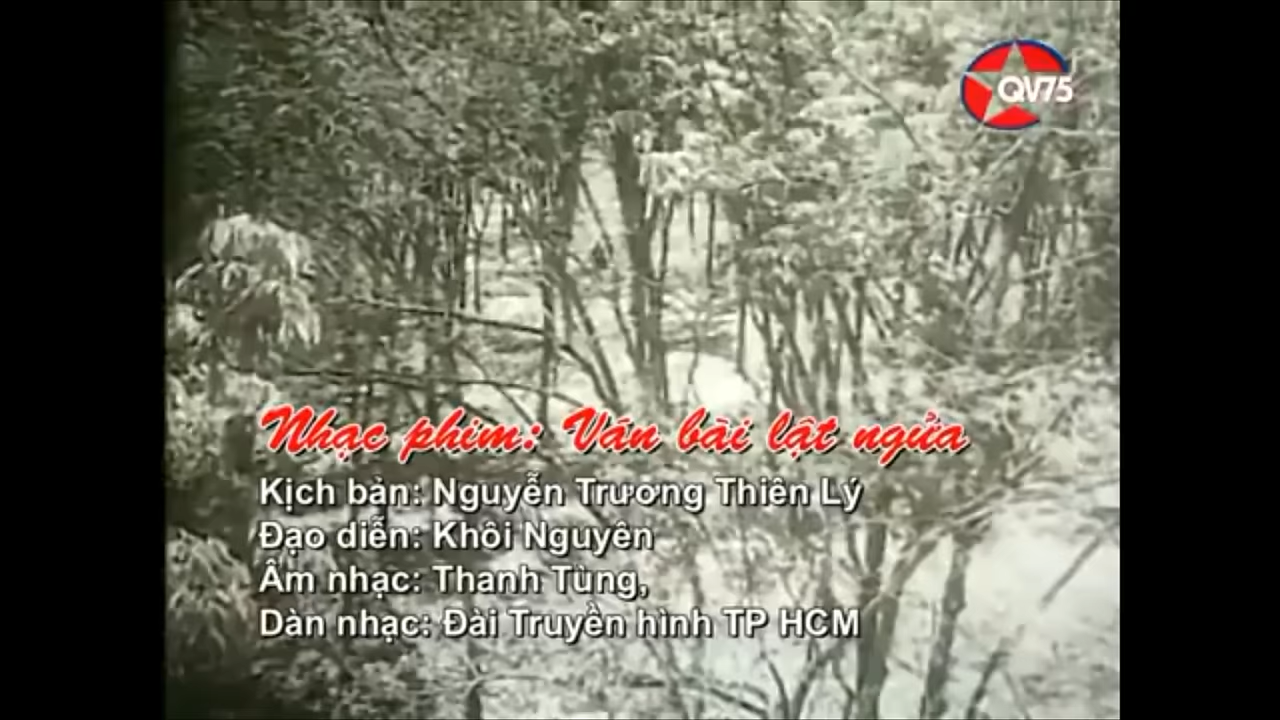 QV75
Nhạc phim: Ván bài lật ngửa
Kịch bản: Nguyễn Trương Thiên Lý
Đạo diễn: Khôi Nguyên
Âm nhạc: Thanh Tùng,
Dàn nhạc: Đài Truyền hình TP HCM